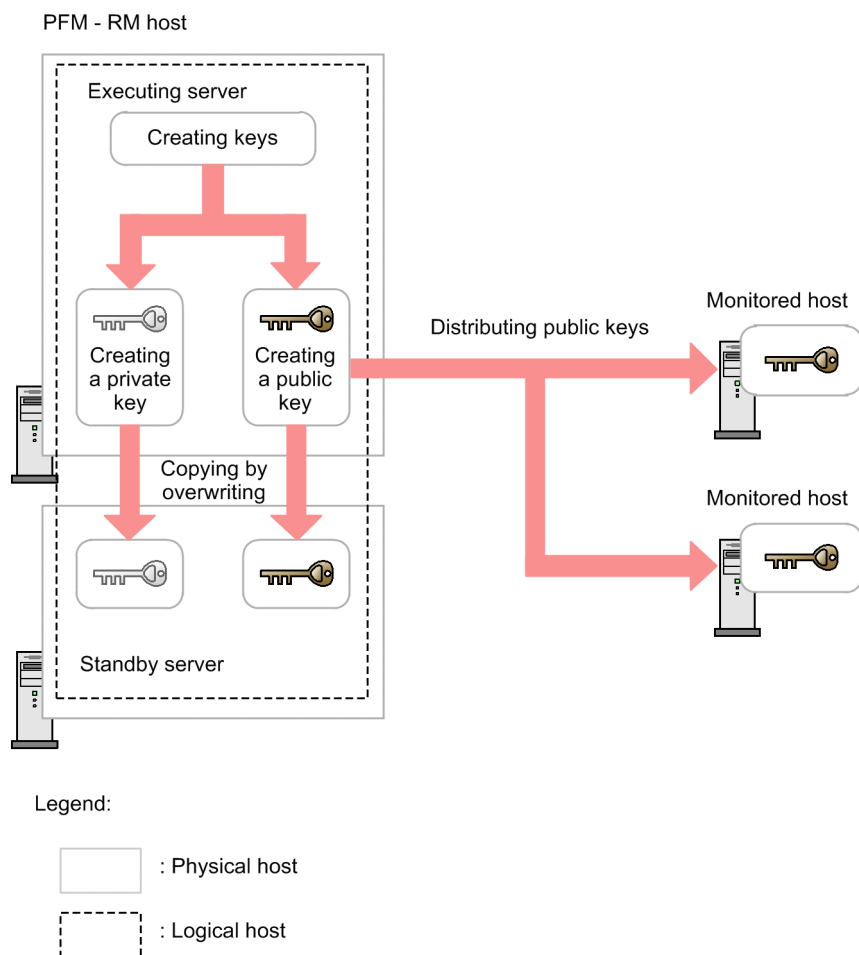 PFM - RM host
Executing server
Creating keys
Creating
a private
key
Creating
a public
key
Distributing public keys
Monitored host
Copying by
overwriting
Monitored host
Standby server
Legend:
: Physical host
: Logical host